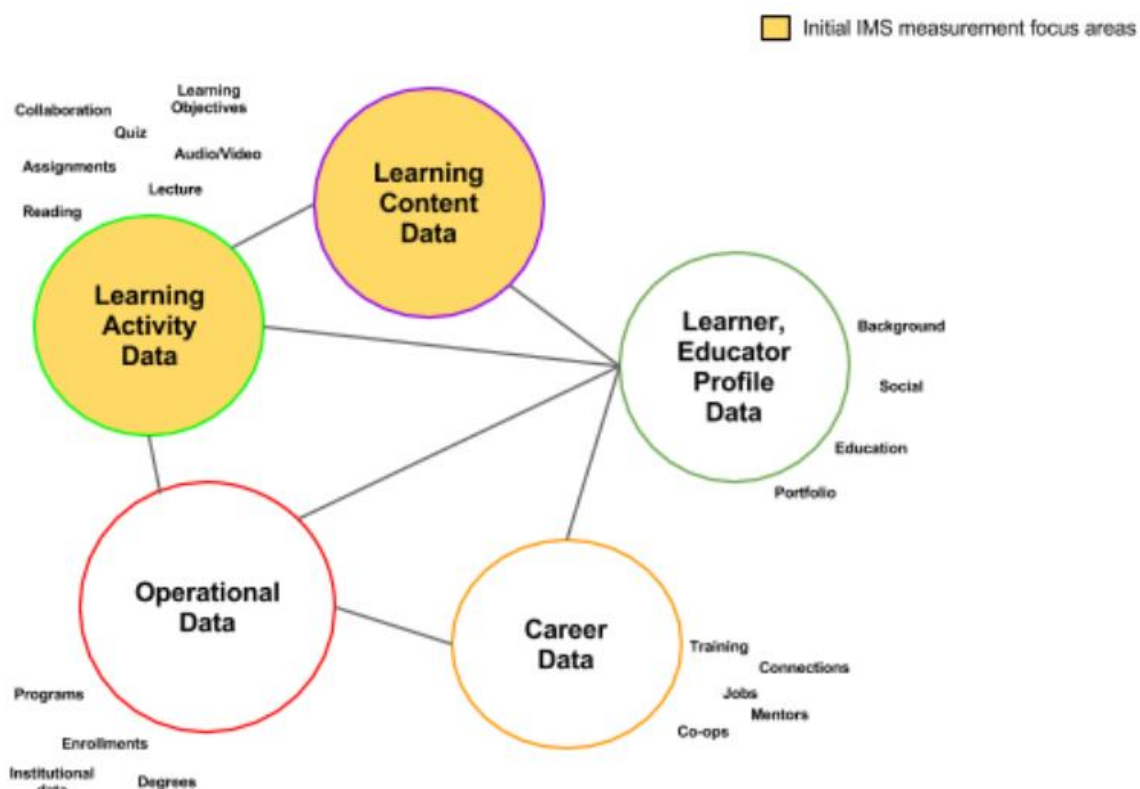 Initial IMS measurement focus areas
Learning
Objectives
Collaboration
Quiz
Audio/Video
Assignments
Lecture
Reading
Learning
Content
Data
Learning
Activity
Data
Learner,
Educator
Profile
Data
Background
Social
Education
Portfolio
Operational
Data
Career
Data
Training
Connections
Jobs
Mentors
Co-ops
Programs
Enrollments
Institutional
data
Degrees